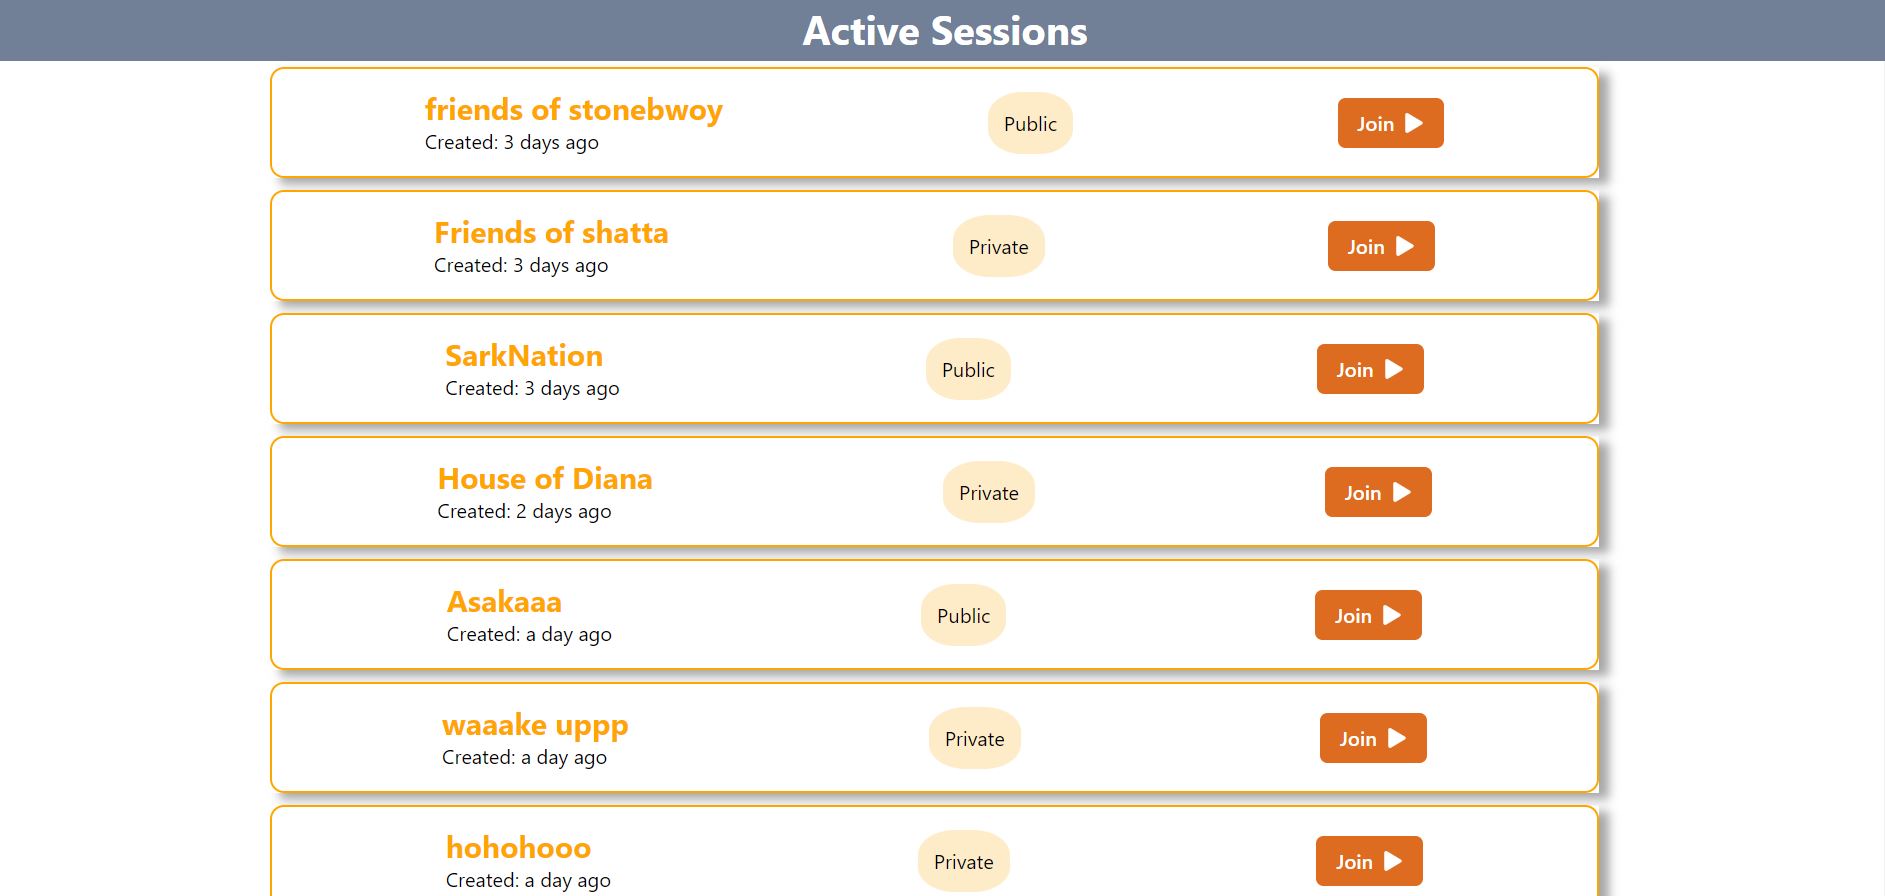 Active Sessions
friends of stonebwoy
Created: 3 days ago
Public
Join
Friends of shatta
Created: 3 days ago
Private
Join
SarkNation
Created: 3 days ago
Public
Join
House of Diana
Created: 2 days ago
Private
Join
Asakaaa
Created: a day ago
Public
Join
waaake uppp
Created: a day ago
Private
Join
hohohooo
Created: a day ago
Private
Join